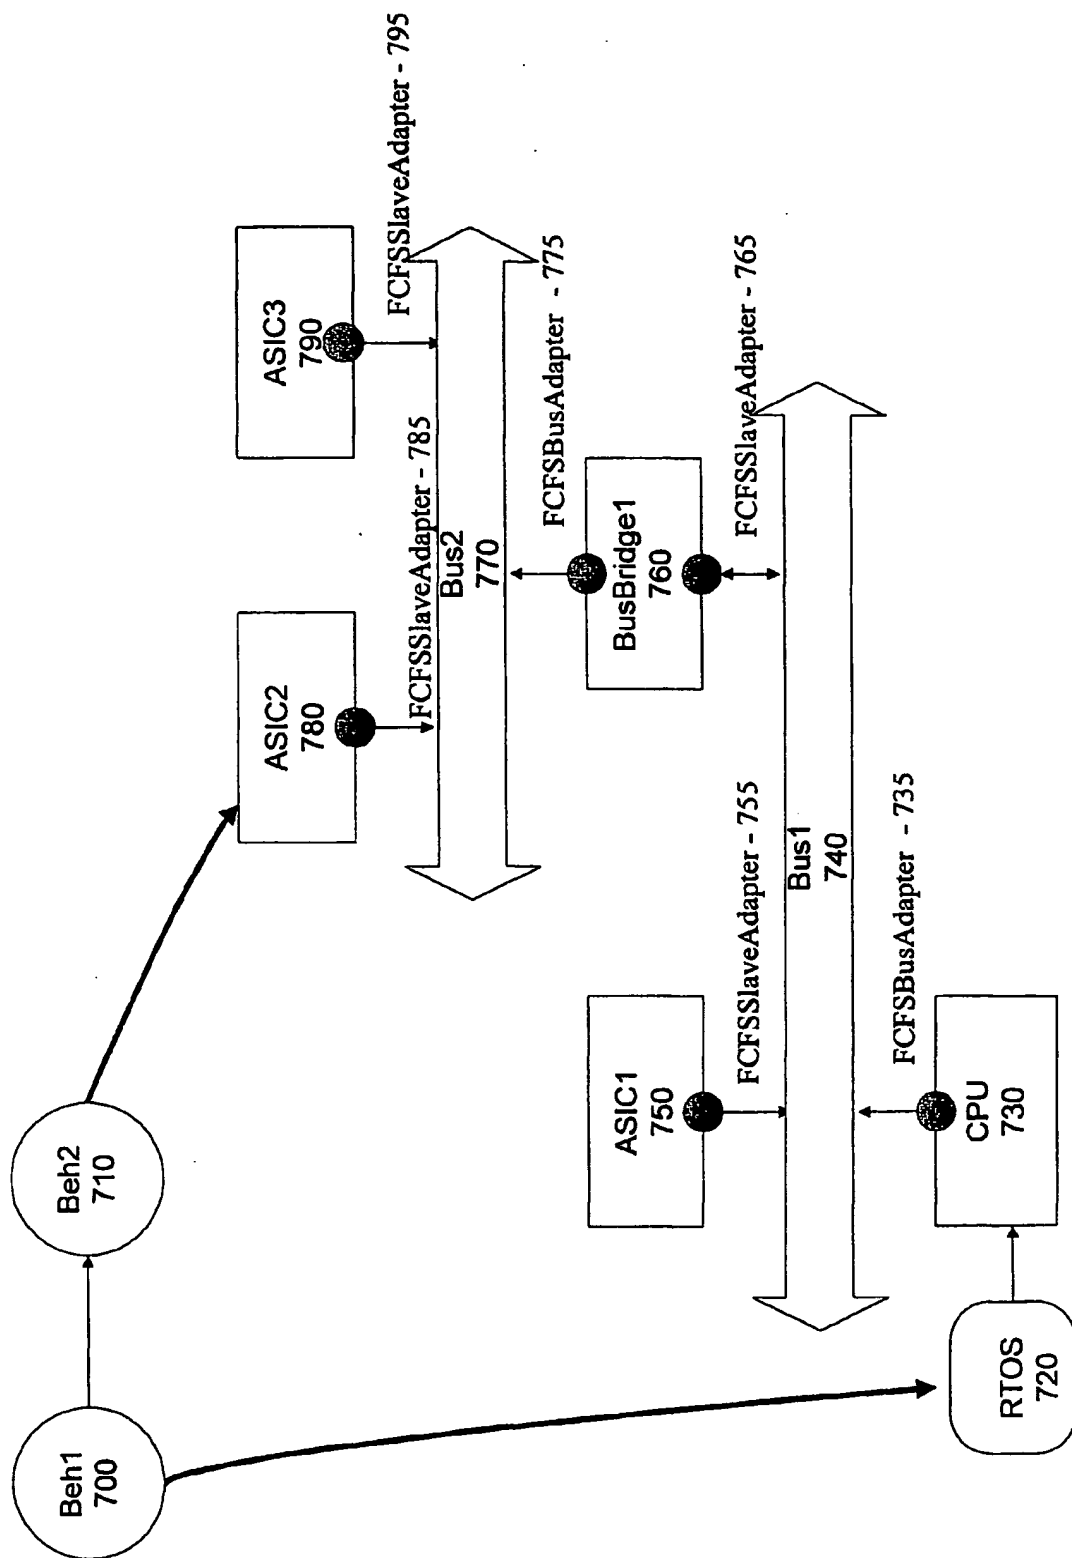 Beh1
700
Beh2
710
ASIC2
780
ASIC3
790
FCFSSlaveAdapter - 785
FCFSSlaveAdapter - 795
Bus2
770
FCFSBusAdapter - 775
ASIC1
750
BusBridge1
760
FCFSSlaveAdapter - 755
FCFSSlaveAdapter - 765
Bus1
740
FCFSBusAdapter - 735
RTOS
720
CPU
730